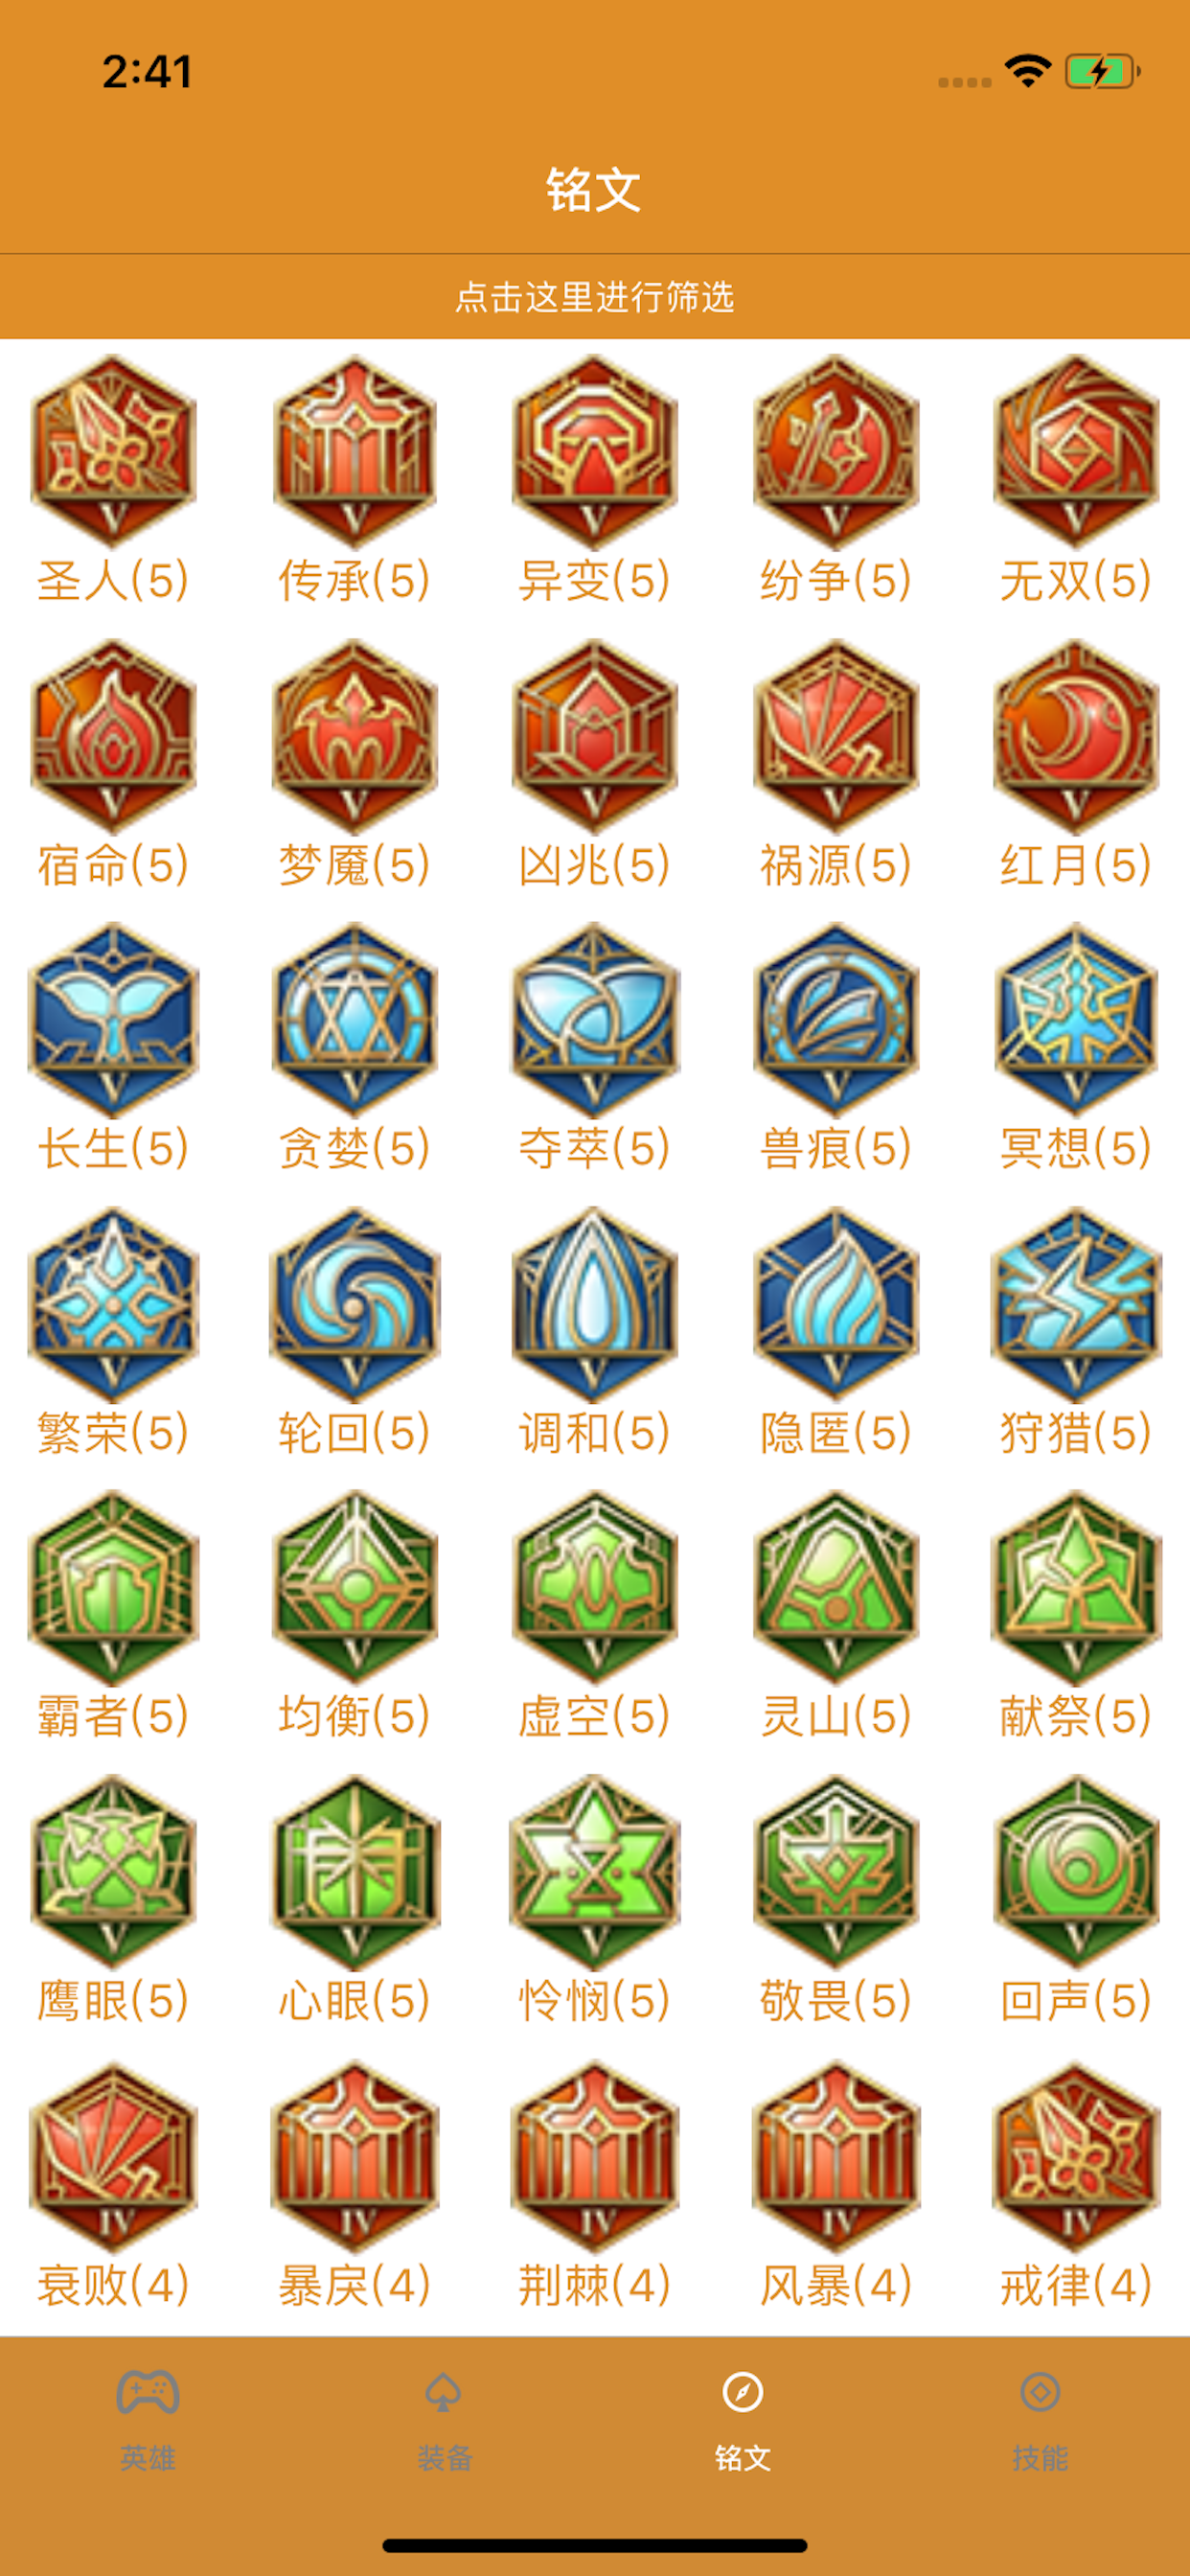 2:41
铭文
点击这里进行筛选
V V V V V
圣人(5) 传承(5) 异变(5) 纷争(5) 无双(5)
V V V V V
宿命(5) 梦魇(5) 凶兆(5) 祸源(5) 红月(5)
V V V V V
长生(5) 贪婪(5) 夺萃(5) 兽痕(5) 冥想(5)
V V V V V
繁荣(5) 轮回(5) 调和(5) 隐匿(5) 狩猎(5)
V V V V V
霸者(5) 均衡(5) 虚空(5) 灵山(5) 献祭(5)
V V V V V
鹰眼(5) 心眼(5) 怜悯(5) 敬畏(5) 回声(5)
IV IV IV IV IV
衰败(4) 暴戾(4) 荆棘(4) 风暴(4) 戒律(4)
英雄 装备 铭文 技能